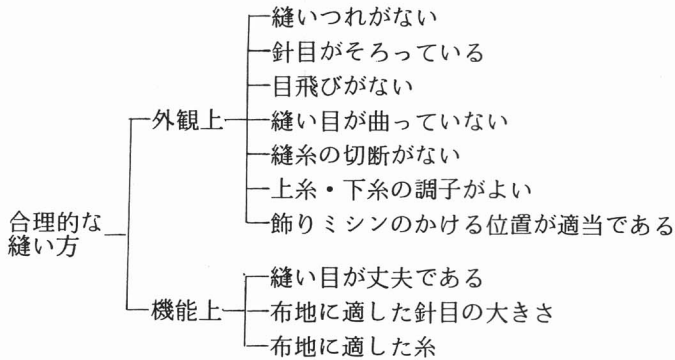 合理的な
縫い方
外観上
縫いつれがない
針目がそろっている
目飛びがない
縫い目が曲っていない
縫糸の切断がない
上糸・下糸の調子がよい
飾りミシンのかける位置が適当である
機能上
縫い目が丈夫である
布地に適した針目の大きさ
布地に適した糸